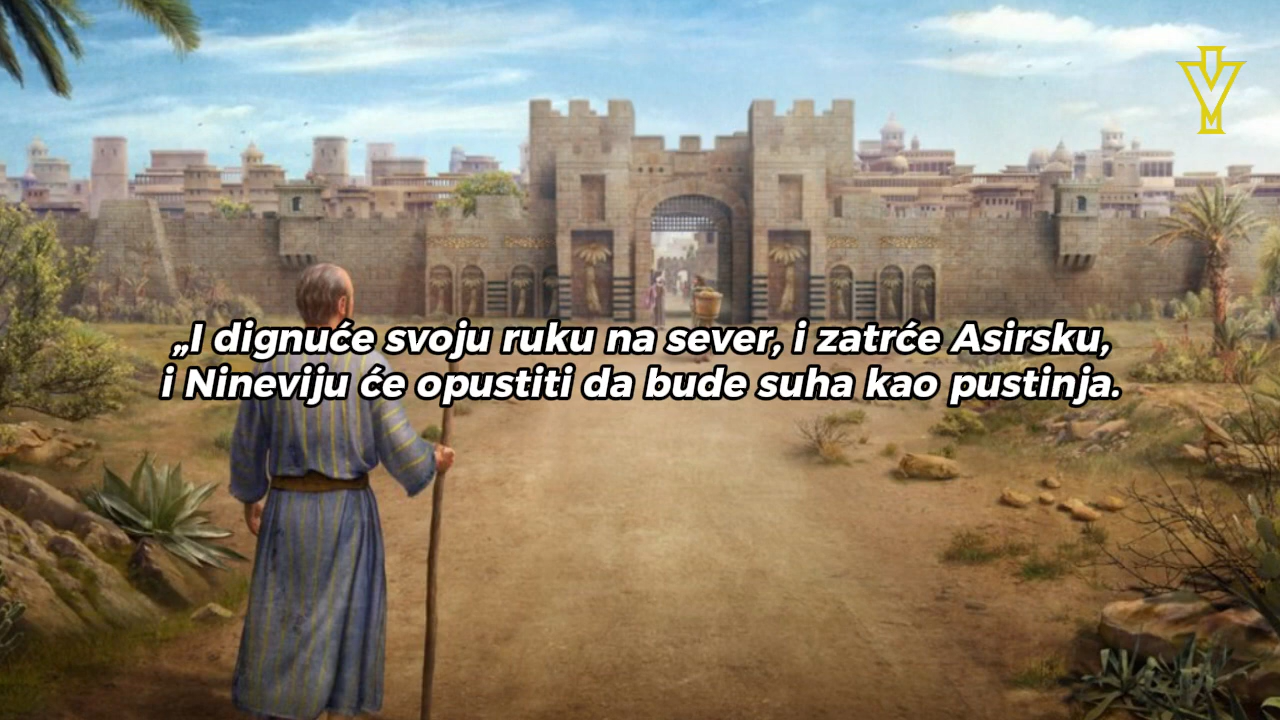 „I dignuće svoju ruku na sever, i zatrće Asirsku,
i Nineviju će opustiti da bude suha kao pustinja.